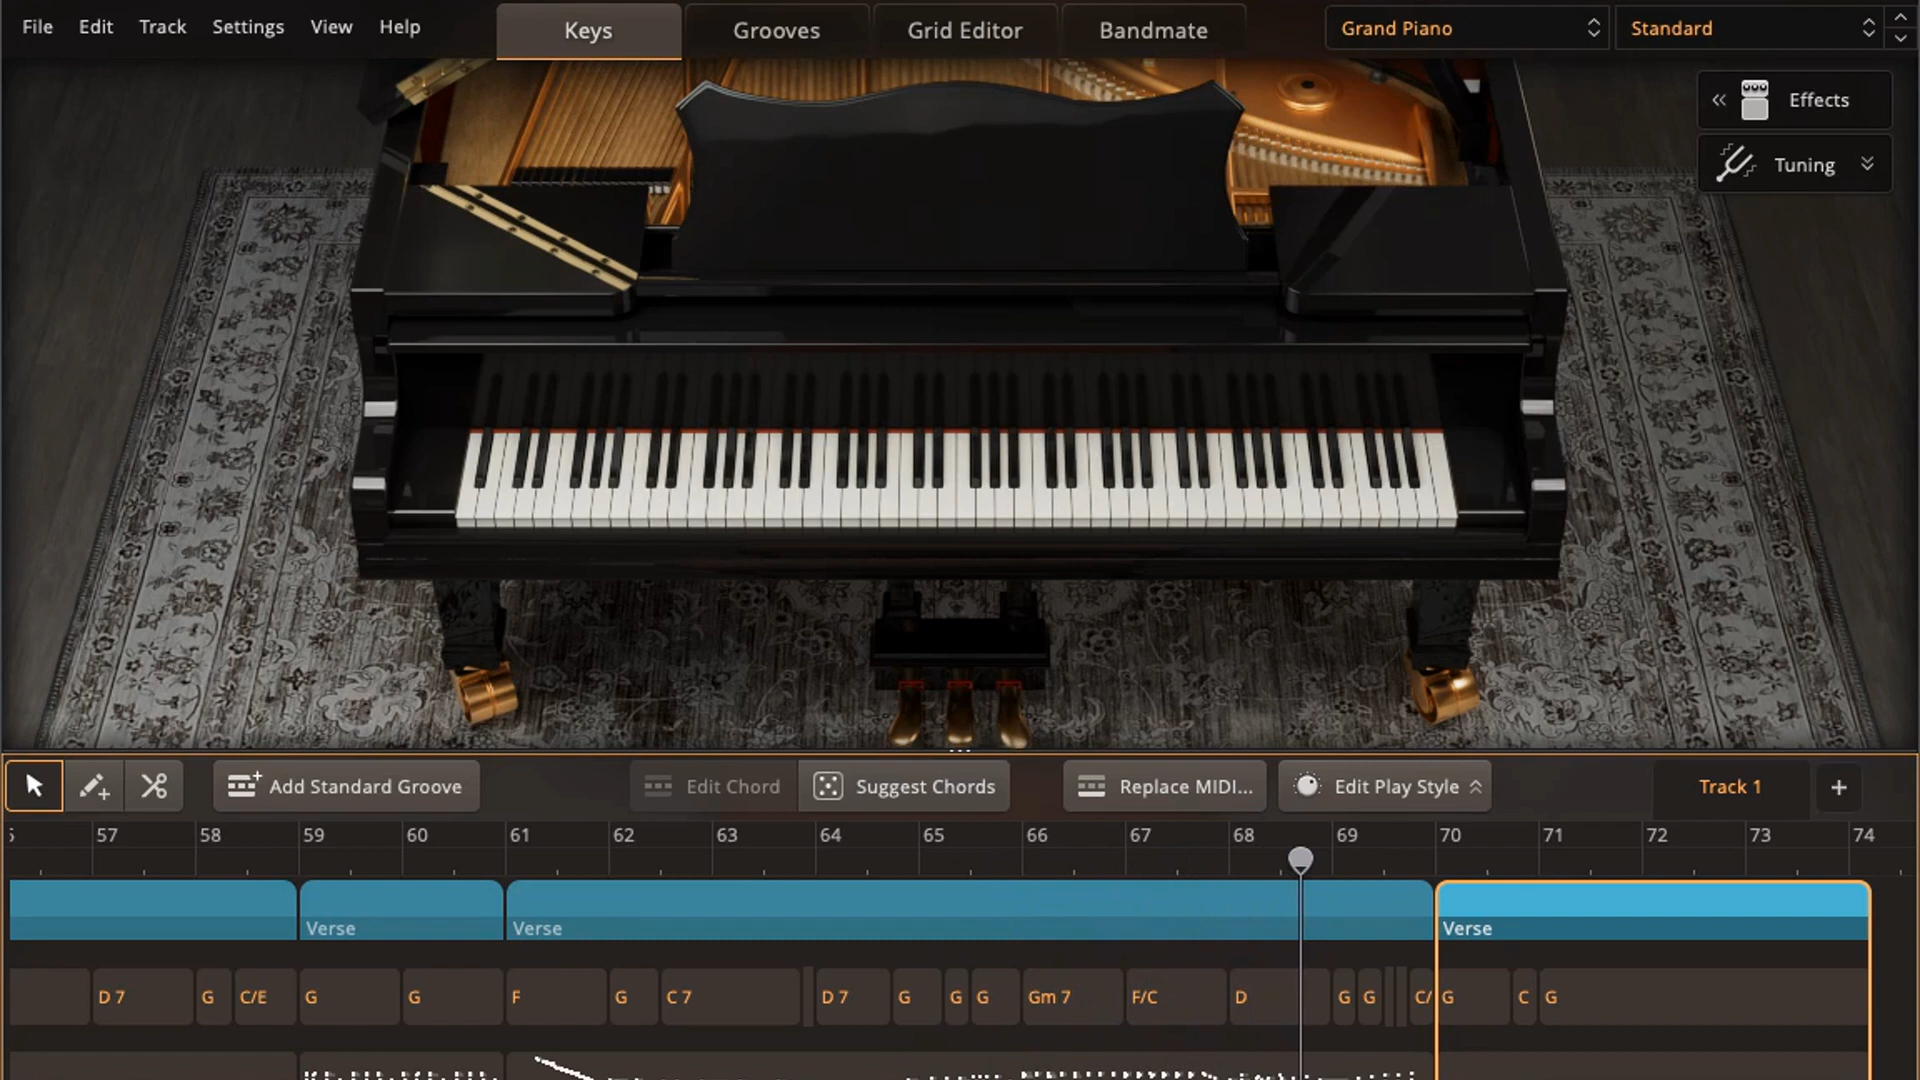 File Edit Track Settings View Help Keys Grooves Grid Editor Bandmate Grand Piano Standard
Effects
Tuning
Add Standard Groove Edit Chord Suggest Chords Replace MIDI... Edit Play Style Track 1 +
57 58 59 60 61 62 63 64 65 66 67 68 69 70 71 72 73 74
Verse Verse Verse
D 7 G C/E G G F G C 7 D 7 G G G Gm 7 F/C D G G C/ G C G